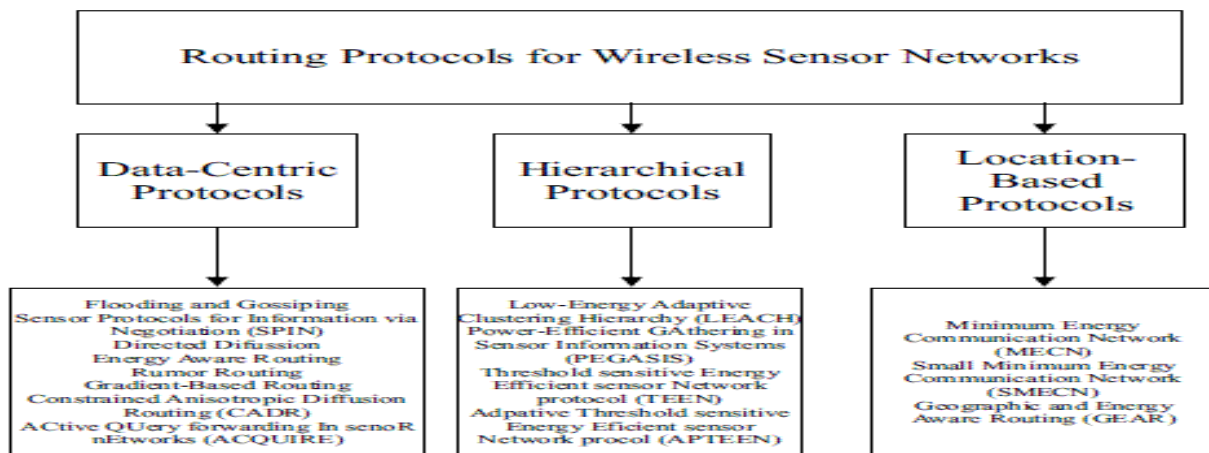 Routing Protocols for Wireless Sensor Networks
Data-Centric
Protocols
Hierarchical
Protocols
Location-
Based
Protocols
Flooding and Gossiping
Sensor Protocols for Information via
Negotiation (SPIN)
Directed Difussion
Energy Aware Routing
Rumor Routing
Gradient-Based Routing
Constrained Anisotropic Diffusion
Routing (CADR)
ACtive QUery forwarding In senoR
nEtworks (ACQUIRE)
Low-Energy Adaptive
Clustering Hierarchy (LEACH)
Power-Efficient GAthering in
Sensor Information Systems
(PEGASIS)
Threshold sensitive Energy
Efficient sensor Network
protocol (TEEN)
Adpative Threshold sensitive
Energy Eficient sensor
Network procol (APTEEN)
Minimum Energy
Communication Network
(MECN)
Small Minimum Energy
Communication Network
(SMECN)
Geographic and Energy
Aware Routing (GEAR)